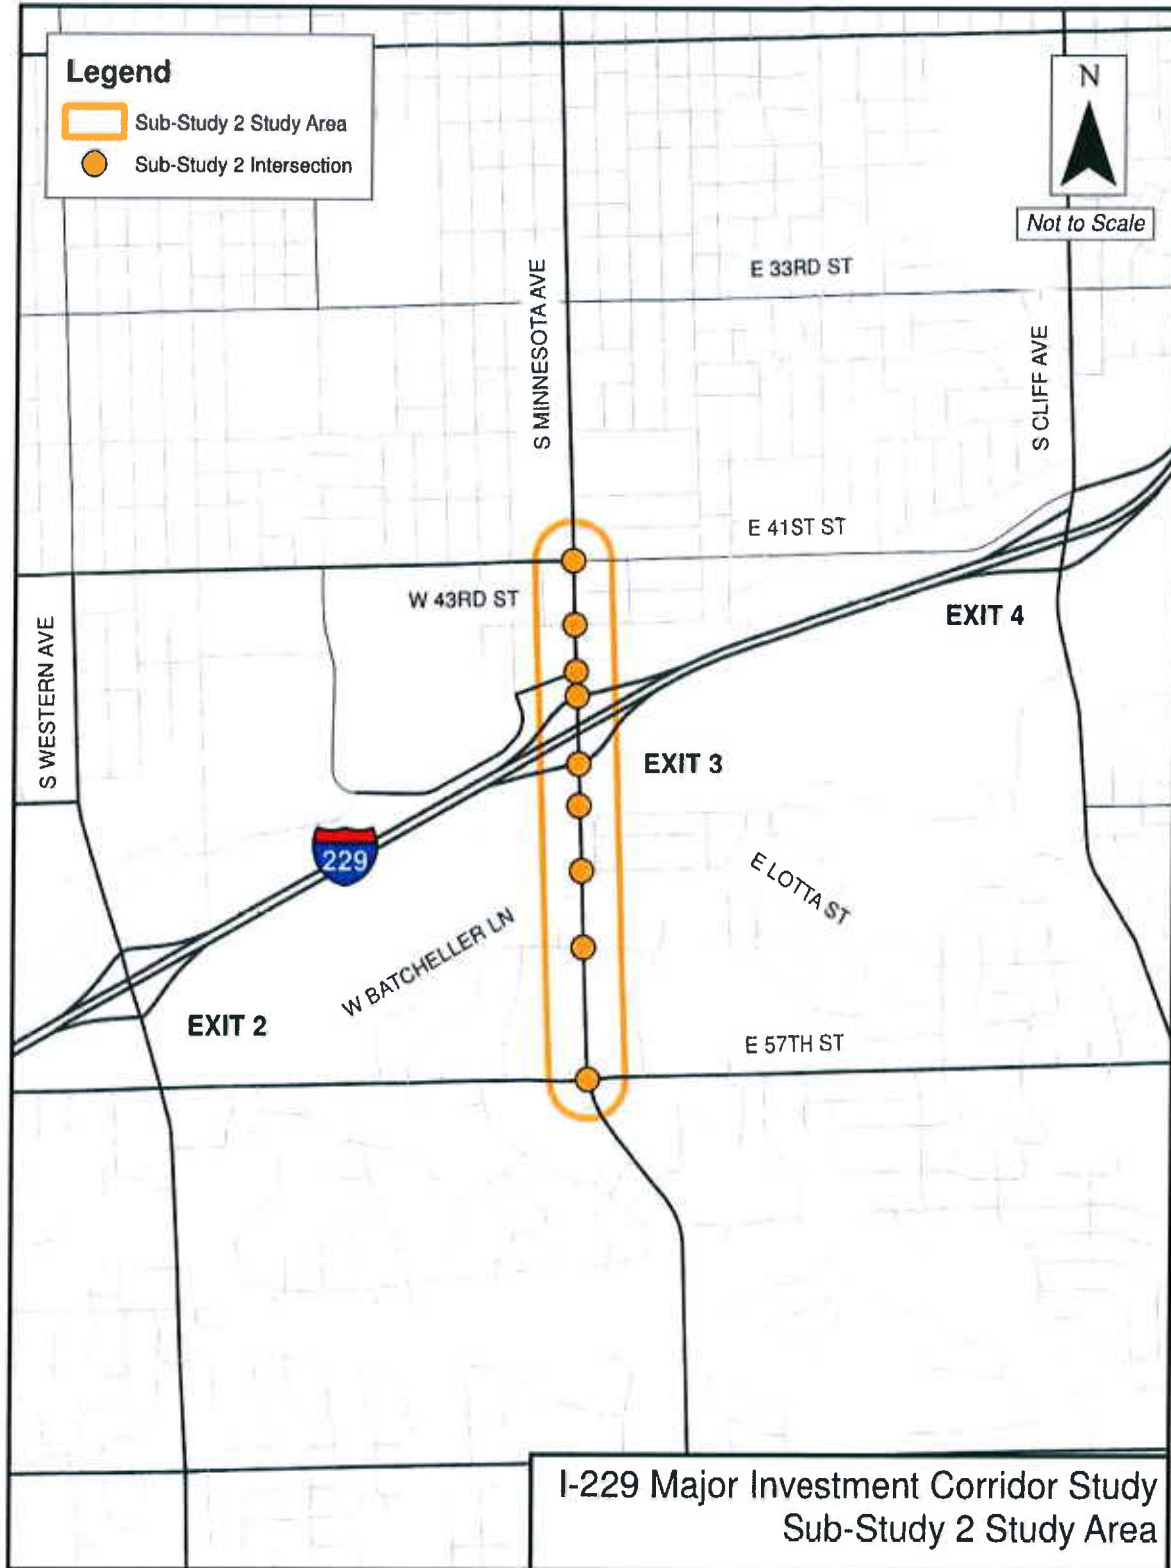 Legend
Sub-Study 2 Study Area
Sub-Study 2 Intersection
N
Not to Scale
E 33RD ST
S MINNESOTA AVE
S CLIFF AVE
E 41ST ST
W 43RD ST
EXIT 4
S WESTERN AVE
EXIT 3
229
E LOTTA ST
W BATCHELLER LN
EXIT 2
E 57TH ST
I-229 Major Investment Corridor Study
Sub-Study 2 Study Area